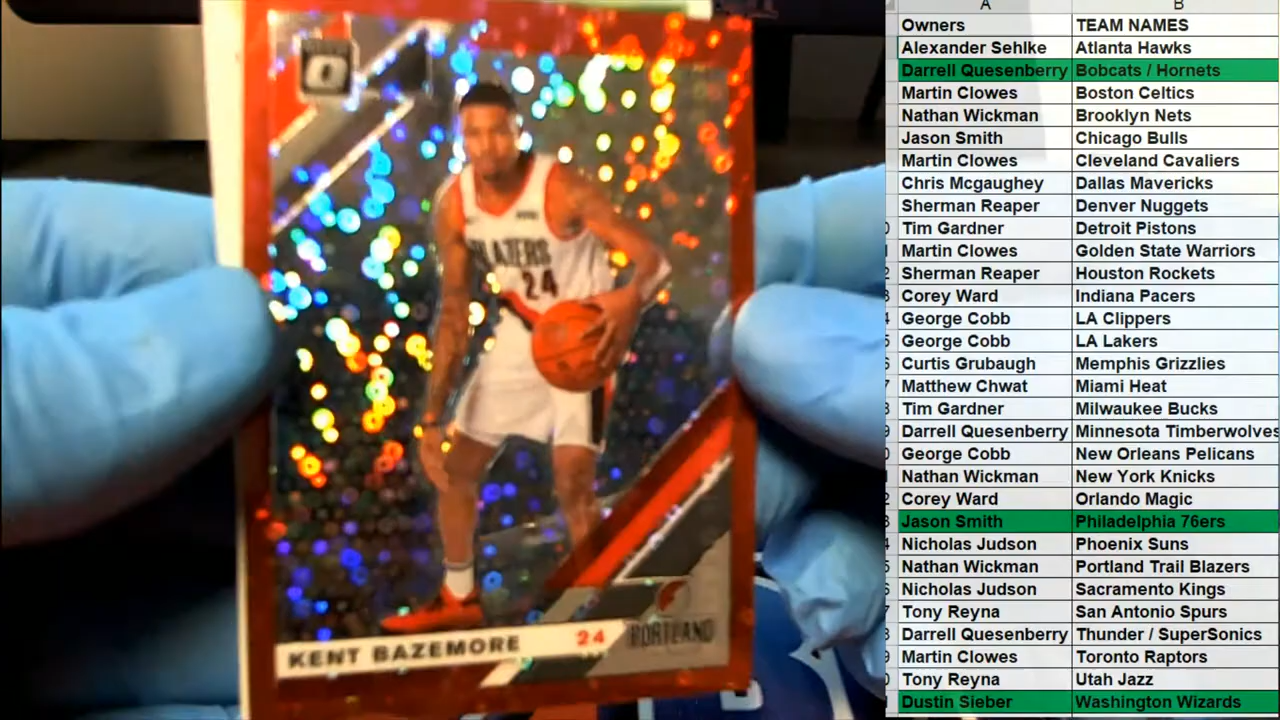 OPTIC
BLAZERS
24
KENT BAZEMORE 24 PORTLAND
A B
Owners TEAM NAMES
Alexander Sehlke Atlanta Hawks
Darrell Quesenberry Bobcats / Hornets
Martin Clowes Boston Celtics
Nathan Wickman Brooklyn Nets
Jason Smith Chicago Bulls
Martin Clowes Cleveland Cavaliers
Chris Mcgaughey Dallas Mavericks
Sherman Reaper Denver Nuggets
Tim Gardner Detroit Pistons
Martin Clowes Golden State Warriors
Sherman Reaper Houston Rockets
Corey Ward Indiana Pacers
George Cobb LA Clippers
George Cobb LA Lakers
Curtis Grubaugh Memphis Grizzlies
Matthew Chwat Miami Heat
Tim Gardner Milwaukee Bucks
Darrell Quesenberry Minnesota Timberwolves
George Cobb New Orleans Pelicans
Nathan Wickman New York Knicks
Corey Ward Orlando Magic
Jason Smith Philadelphia 76ers
Nicholas Judson Phoenix Suns
Nathan Wickman Portland Trail Blazers
Nicholas Judson Sacramento Kings
Tony Reyna San Antonio Spurs
Darrell Quesenberry Thunder / SuperSonics
Martin Clowes Toronto Raptors
Tony Reyna Utah Jazz
Dustin Sieber Washington Wizards